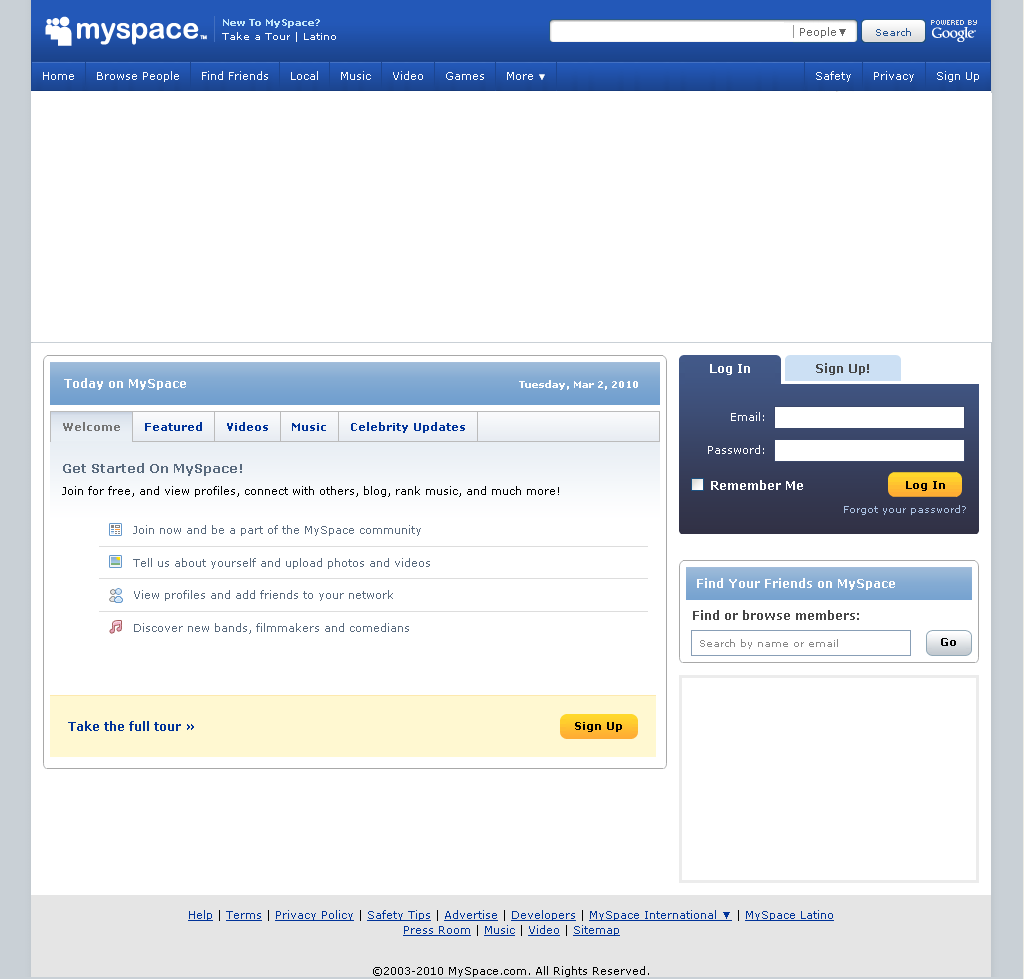 myspace™
New To MySpace?
Take a Tour | Latino
People▼
Search
POWERED BY
Google
Home
Browse People
Find Friends
Local
Music
Video
Games
More ▼
Safety
Privacy
Sign Up
Today on MySpace
Tuesday, Mar 2, 2010
Welcome
Featured
Videos
Music
Celebrity Updates
Get Started On MySpace!
Join for free, and view profiles, connect with others, blog, rank music, and much more!
Join now and be a part of the MySpace community
Tell us about yourself and upload photos and videos
View profiles and add friends to your network
Discover new bands, filmmakers and comedians
Take the full tour »
Sign Up
Log In
Sign Up!
Email:
Password:
Remember Me
Log In
Forgot your password?
Find Your Friends on MySpace
Find or browse members:
Search by name or email
Go
Help | Terms | Privacy Policy | Safety Tips | Advertise | Developers | MySpace International ▼ | MySpace Latino
Press Room | Music | Video | Sitemap
©2003-2010 MySpace.com. All Rights Reserved.